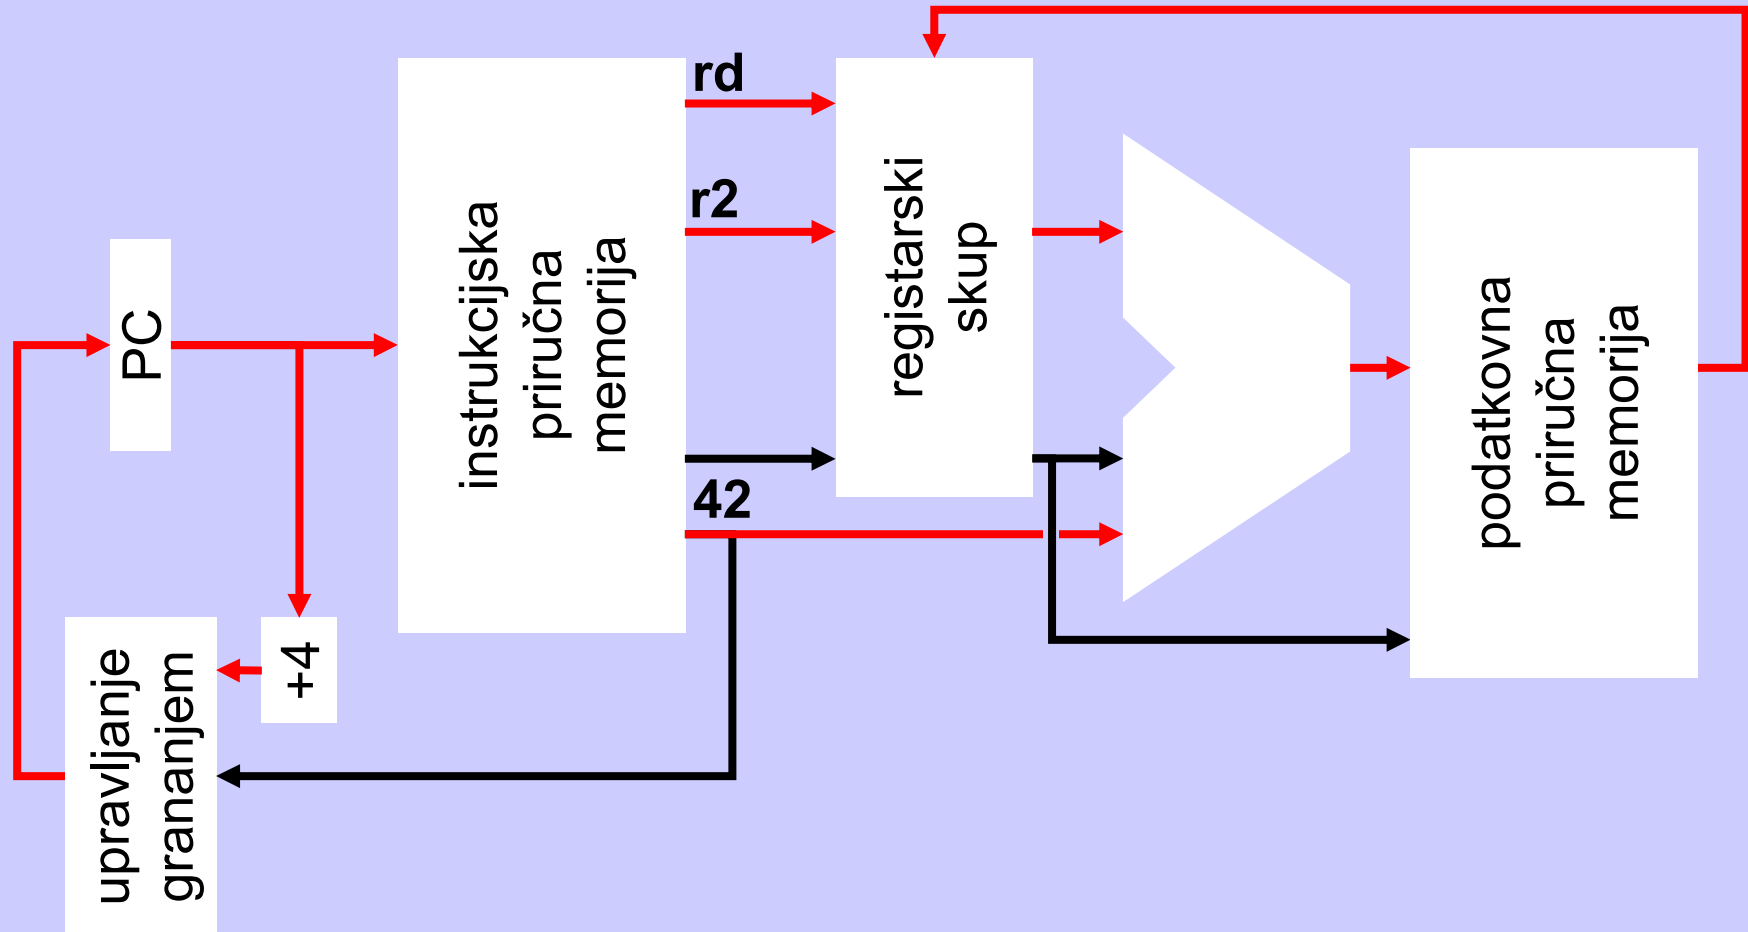 PC
instrukcijska
priručna
memorija
rd
r2
42
registarski
skup
podatkovna
priručna
memorija
+4
upravljanje
grananjem